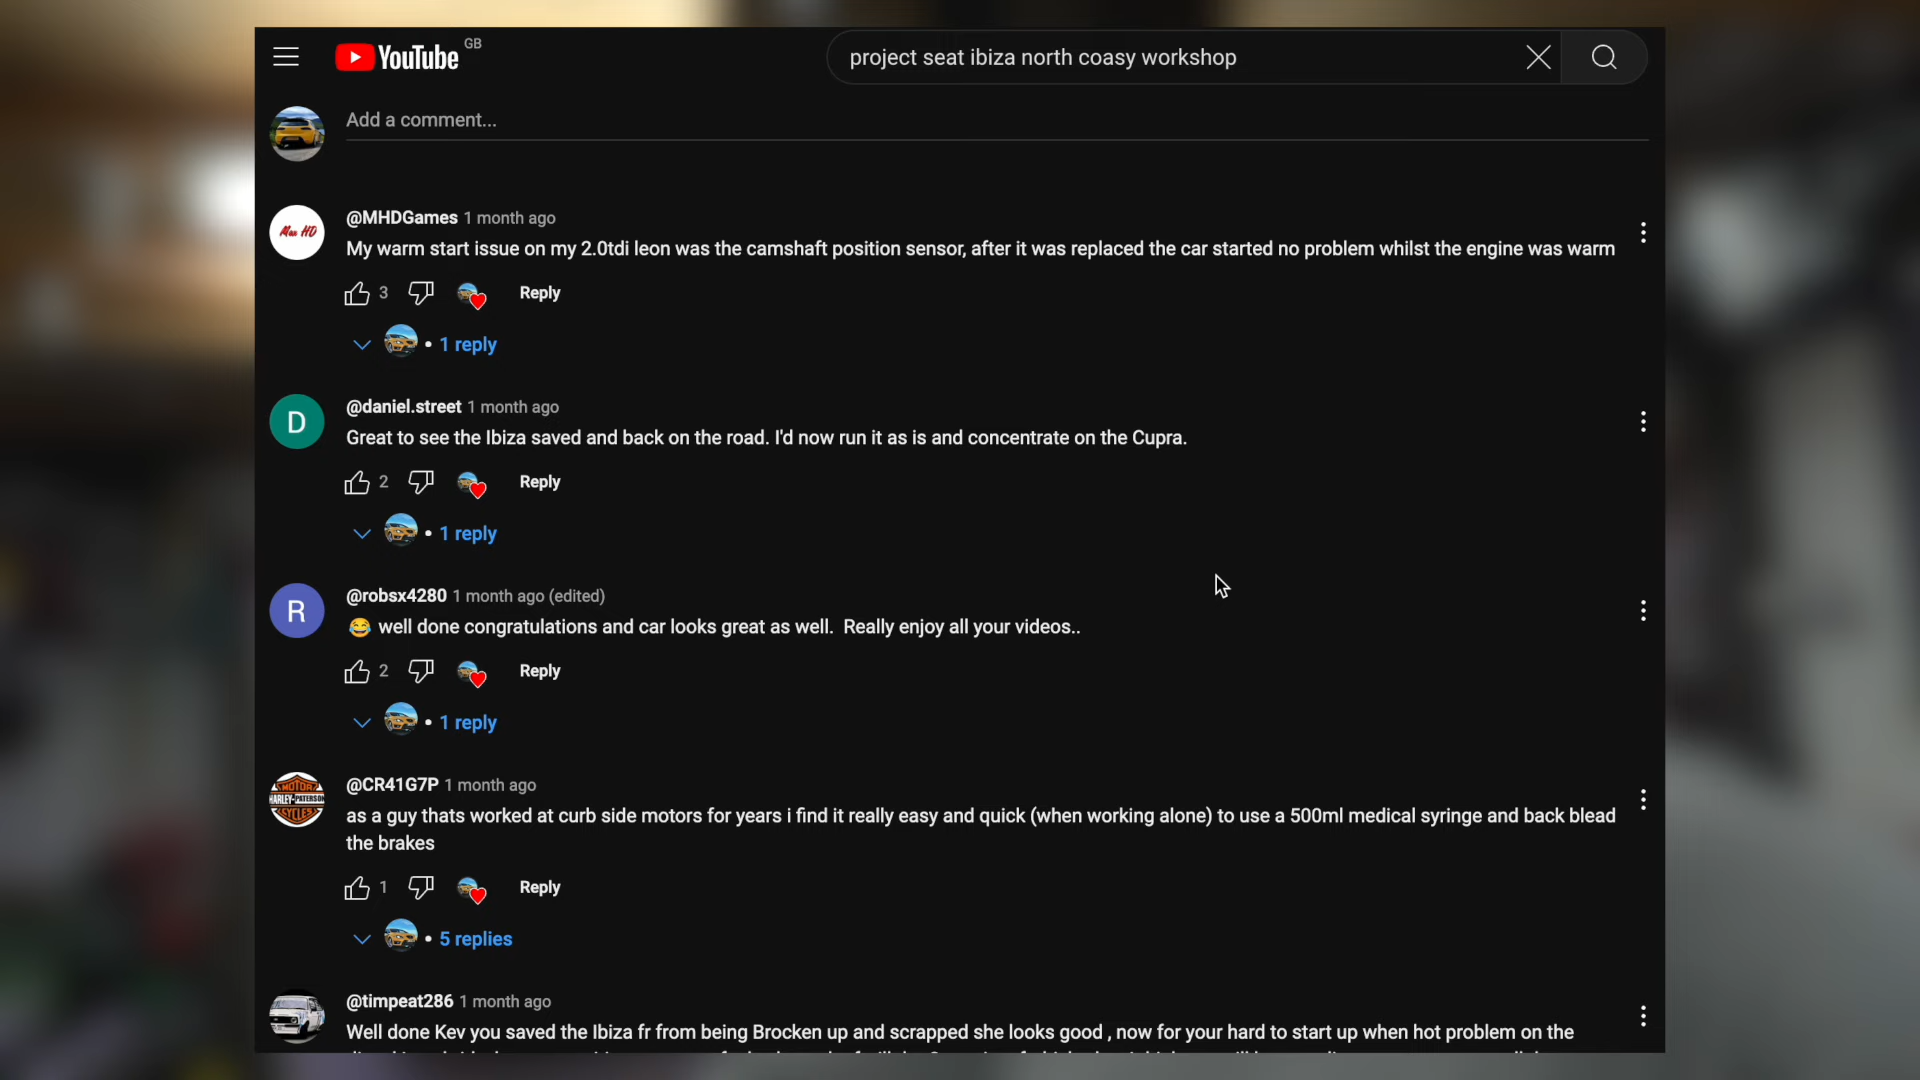 YouTube GB
project seat ibiza north coasy workshop
Add a comment...
Max HD
@MHDGames 1 month ago
My warm start issue on my 2.0tdi leon was the camshaft position sensor, after it was replaced the car started no problem whilst the engine was warm
3 Reply
• 1 reply
D
@daniel.street 1 month ago
Great to see the Ibiza saved and back on the road. I'd now run it as is and concentrate on the Cupra.
2 Reply
• 1 reply
R
@robsx4280 1 month ago (edited)
😂 well done congratulations and car looks great as well. Really enjoy all your videos..
2 Reply
• 1 reply
MOTOR
HARLEY-PATERSON
CYCLES
@CR41G7P 1 month ago
as a guy thats worked at curb side motors for years i find it really easy and quick (when working alone) to use a 500ml medical syringe and back blead
the brakes
1 Reply
• 5 replies
@timpeat286 1 month ago
Well done Kev you saved the Ibiza fr from being Brocken up and scrapped she looks good , now for your hard to start up when hot problem on the